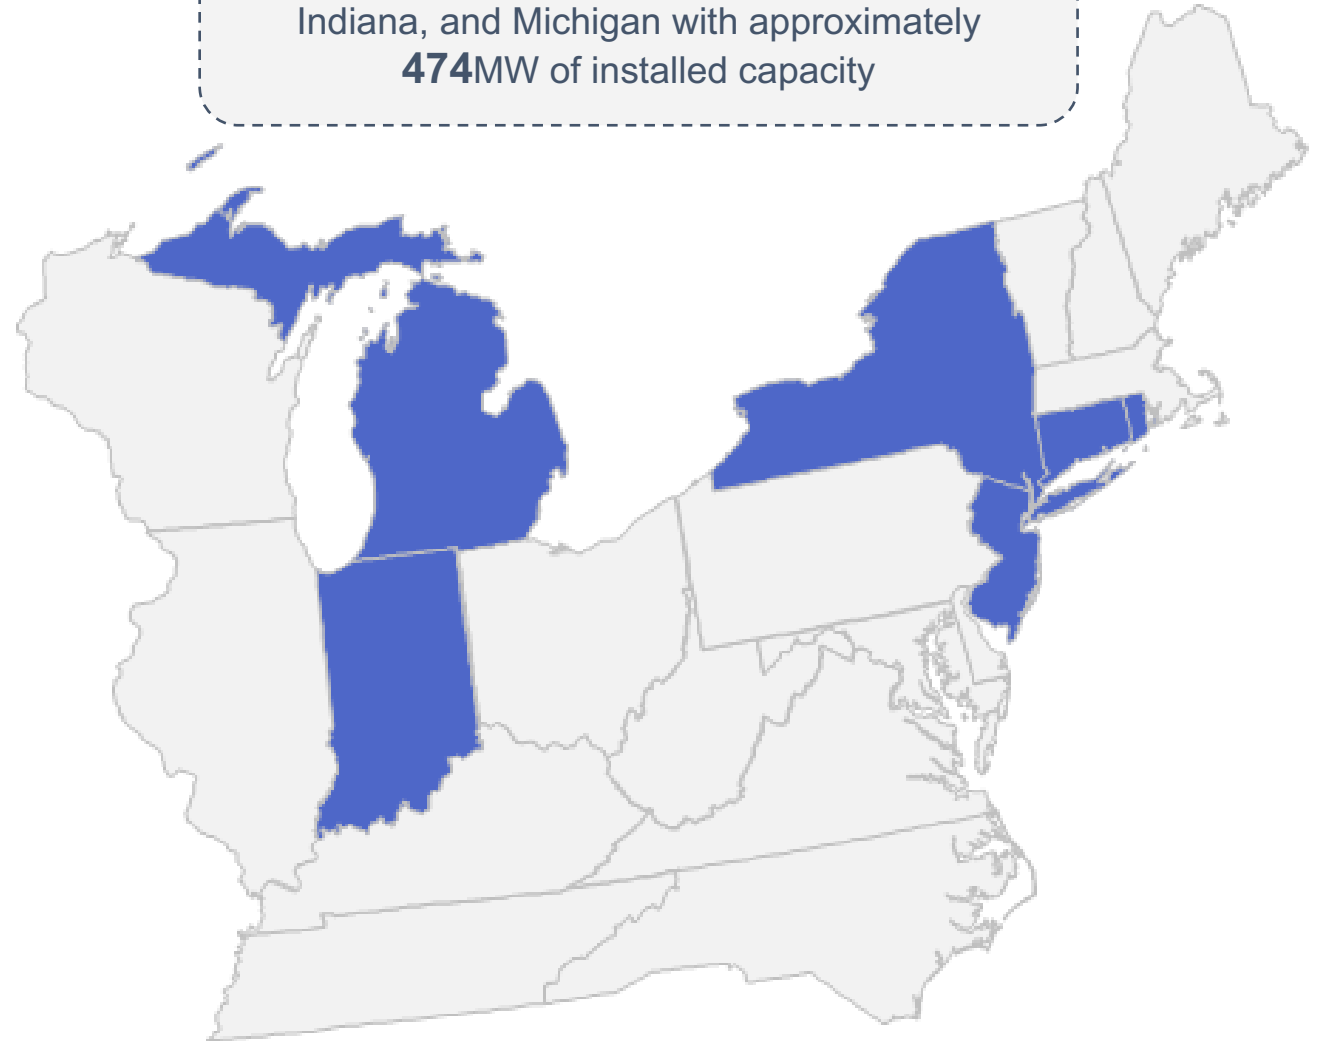 Indiana, and Michigan with approximately
474MW of installed capacity